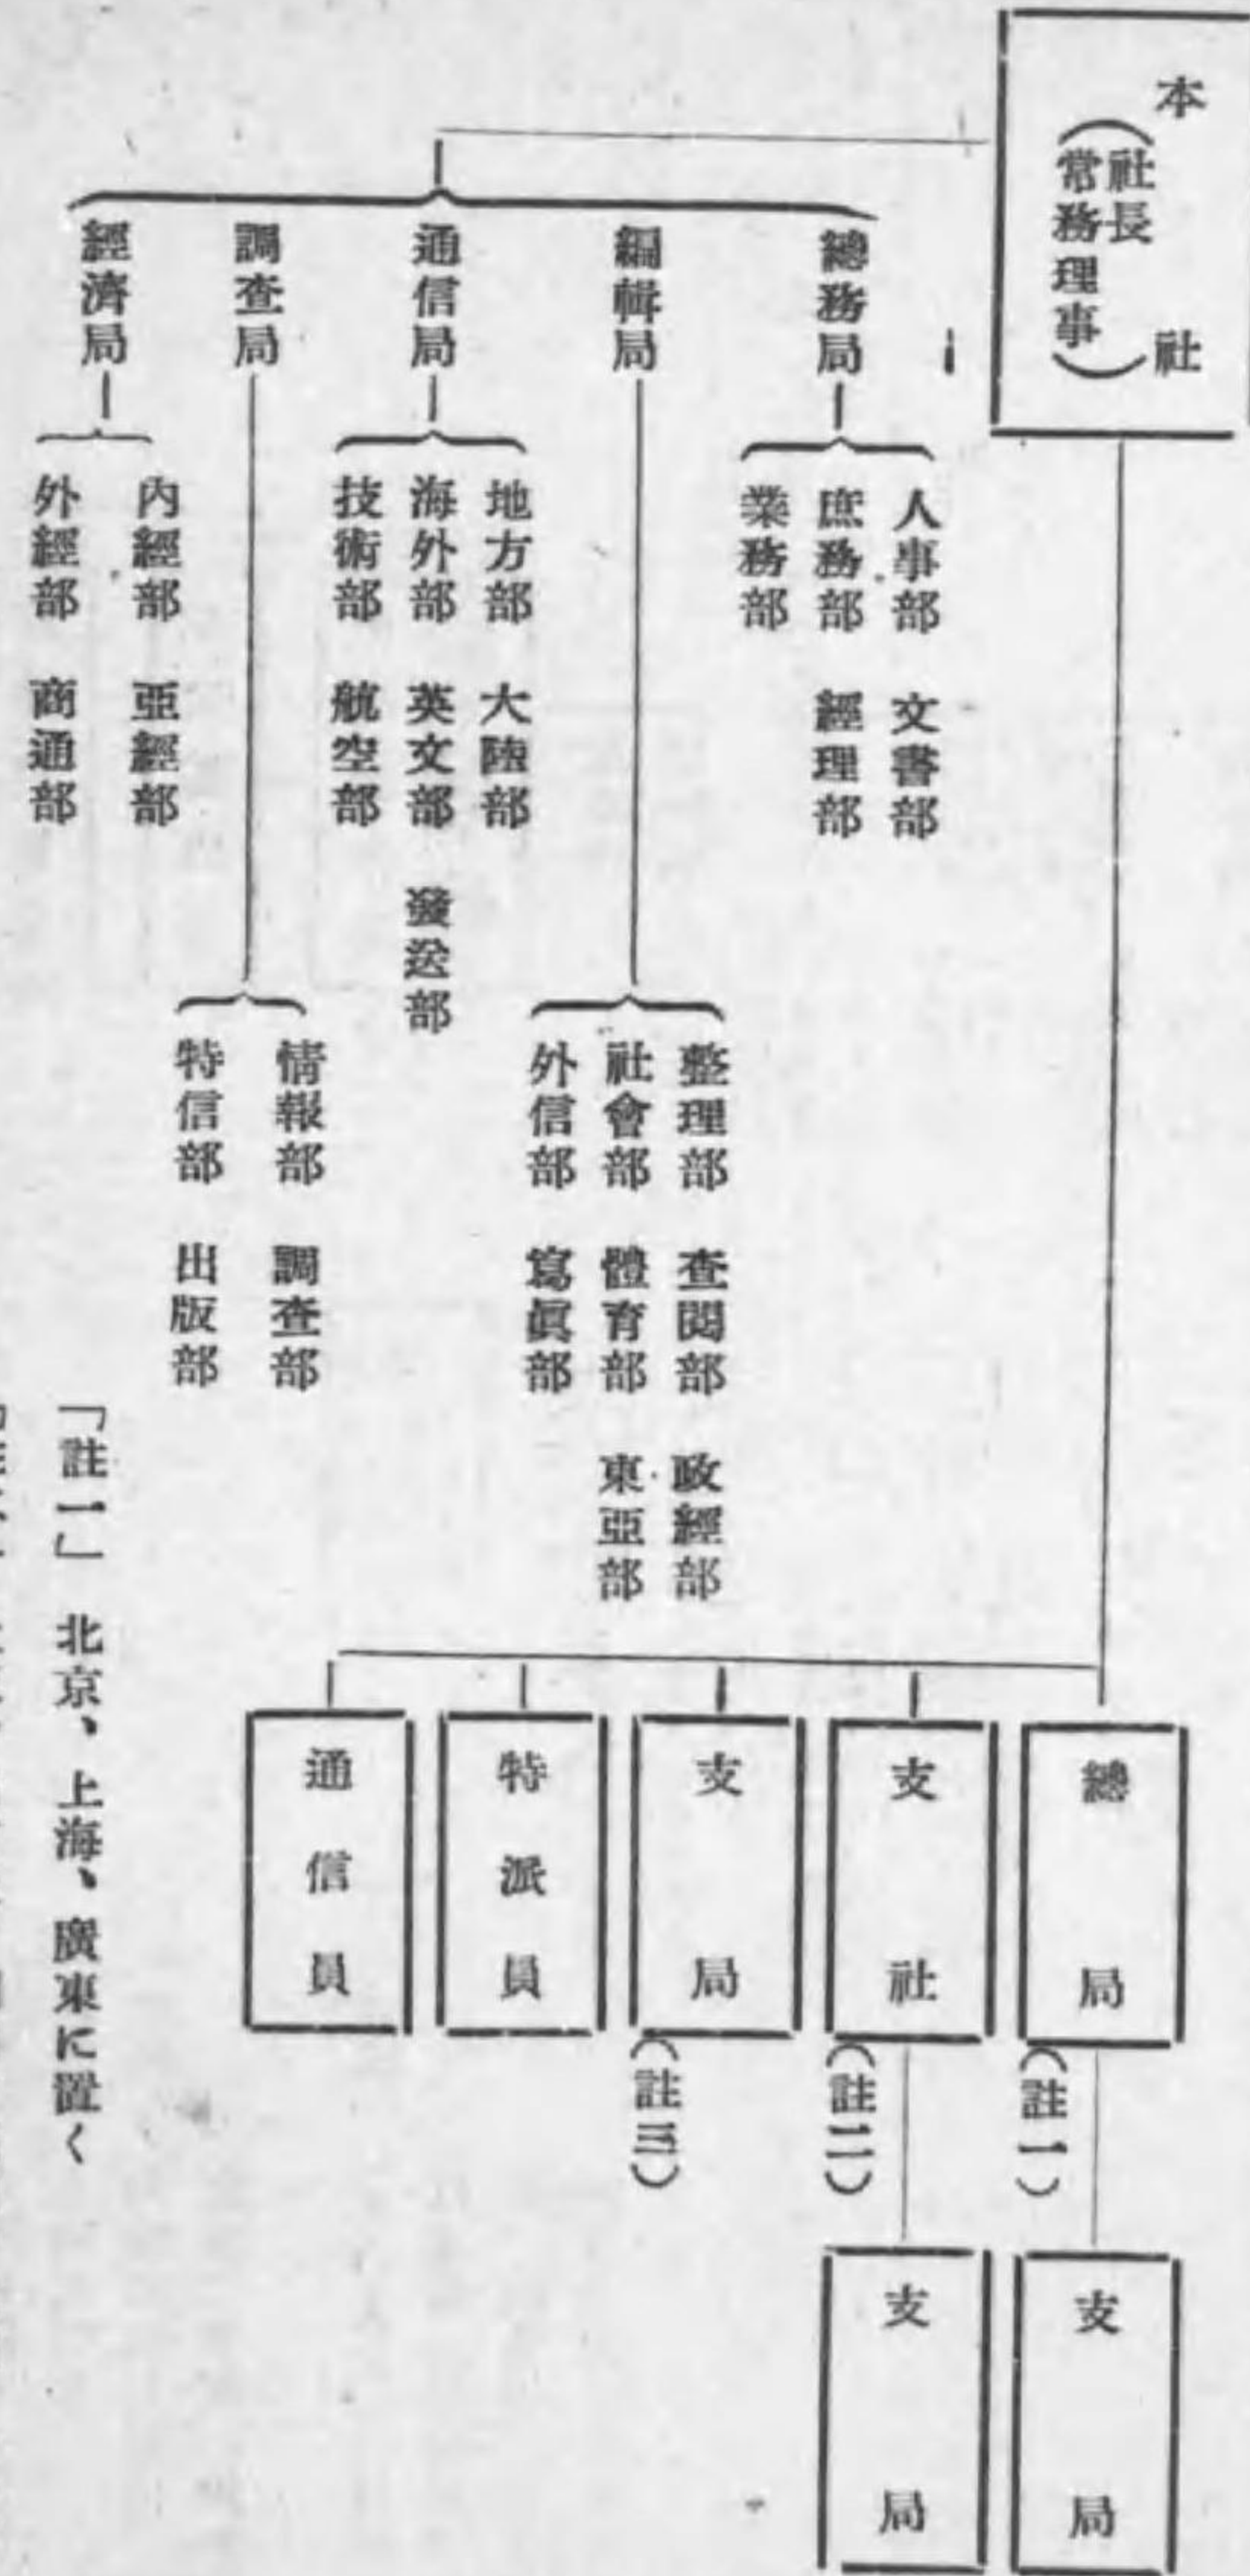 本社
（社長
常務理事）
總務局
人事部　文書部
庶務部　經理部
業務部
編輯局
整理部　查閱部　政經部
社會部　體育部　東亞部
外信部　寫眞部
通信局
地方部　大陸部
海外部　英文部　發送部
技術部　航空部
調查局
情報部　調查部
特信部　出版部
經濟局
內經部　亞經部
外經部　商通部
總局
（註一）
支局
支社
（註二）
支局
支局
（註三）
特派員
通信員
「註一」　北京、上海、廣東に置く